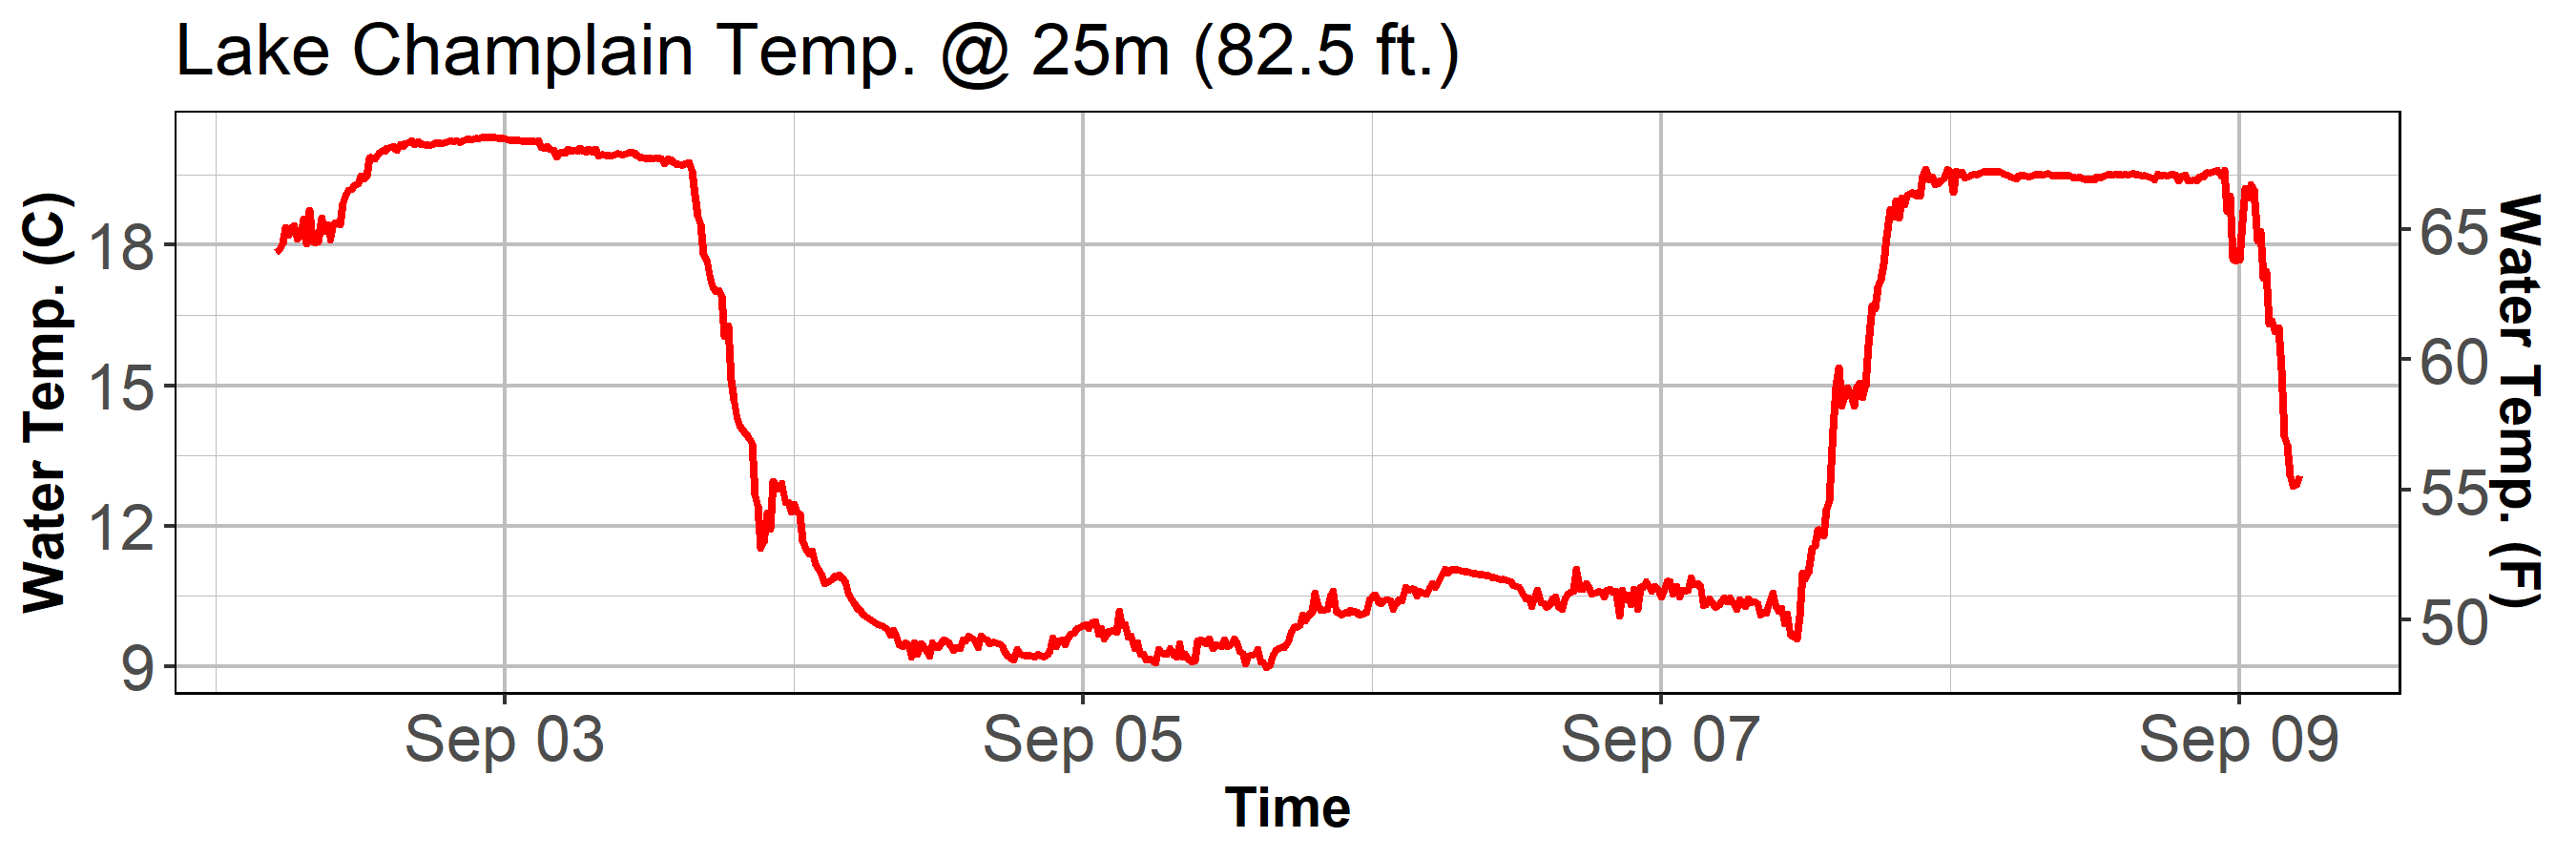 Lake Champlain Temp. @ 25m (82.5 ft.)
Water Temp. (C)
18
15
12
9
65
60
55
50
Water Temp. (F)
Sep 03 Sep 05 Sep 07 Sep 09
Time